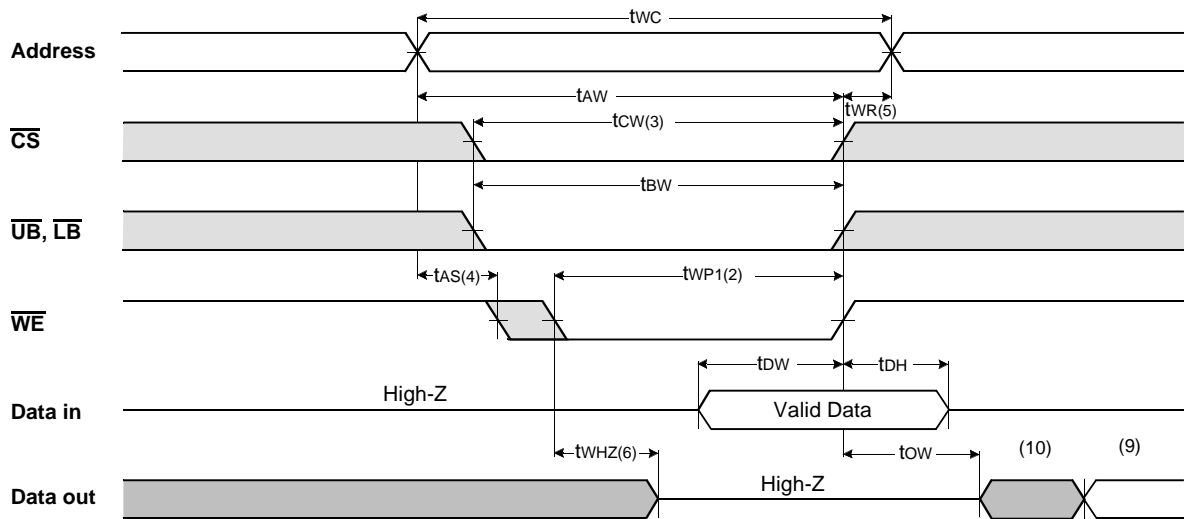 tWC
Address
tAW
tWR(5)
tCW(3)
CS
tBW
UB, LB
tAS(4)
tWP1(2)
WE
tDW
tDH
High-Z
Data in
Valid Data
tWHZ(6)
tOW
(10)
(9)
High-Z
Data out